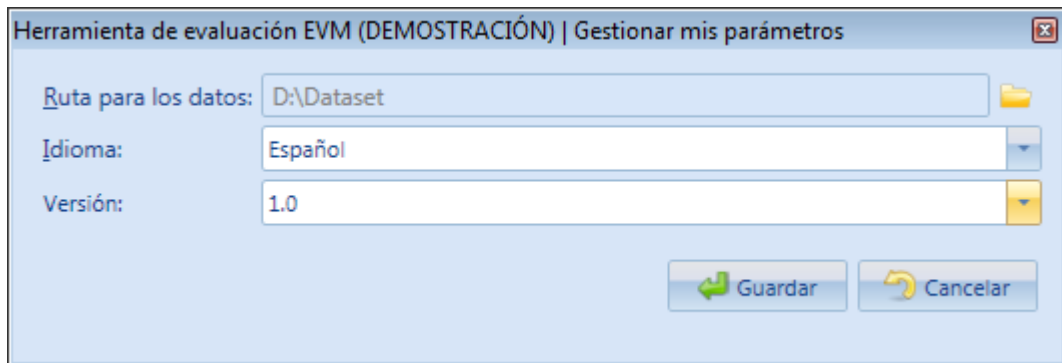 Herramienta de evaluación EVM (DEMOSTRACIÓN) | Gestionar mis parámetros
Ruta para los datos: D:\Dataset
Idioma: Español
Versión: 1.0
Guardar Cancelar